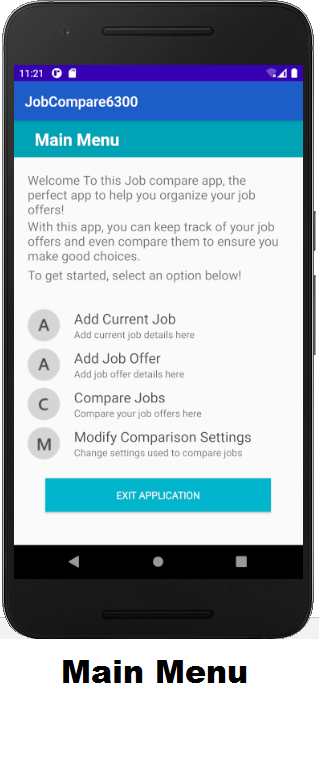 11:21
JobCompare6300
Main Menu
Welcome To this Job compare app, the
perfect app to help you organize your job
offers!
With this app, you can keep track of your job
offers and even compare them to ensure you
make good choices.
To get started, select an option below!
A
Add Current Job
Add current job details here
A
Add Job Offer
Add job offer details here
C
Compare Jobs
Compare your job offers here
M
Modify Comparison Settings
Change settings used to compare jobs
EXIT APPLICATION
Main Menu